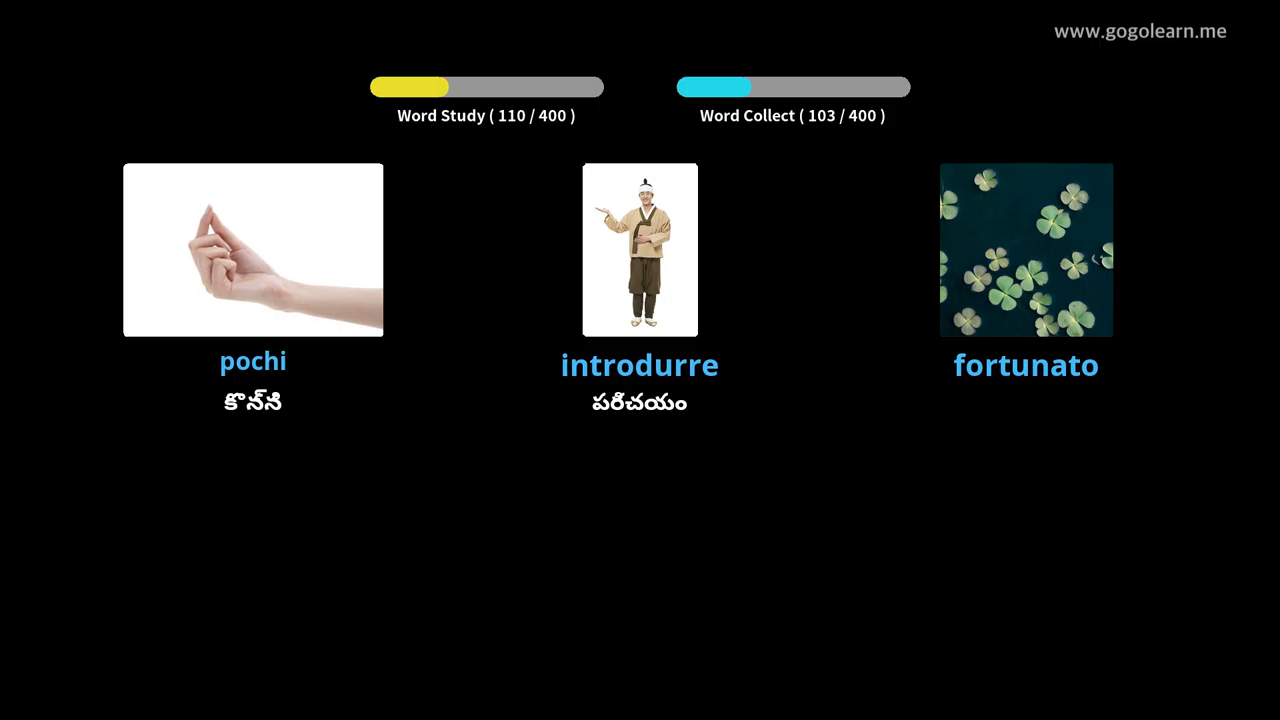 www.gogolearn.me
Word Study ( 110 / 400 )
Word Collect ( 103 / 400 )
pochi
introdurre
fortunato
కొన్ని
పరిచయం